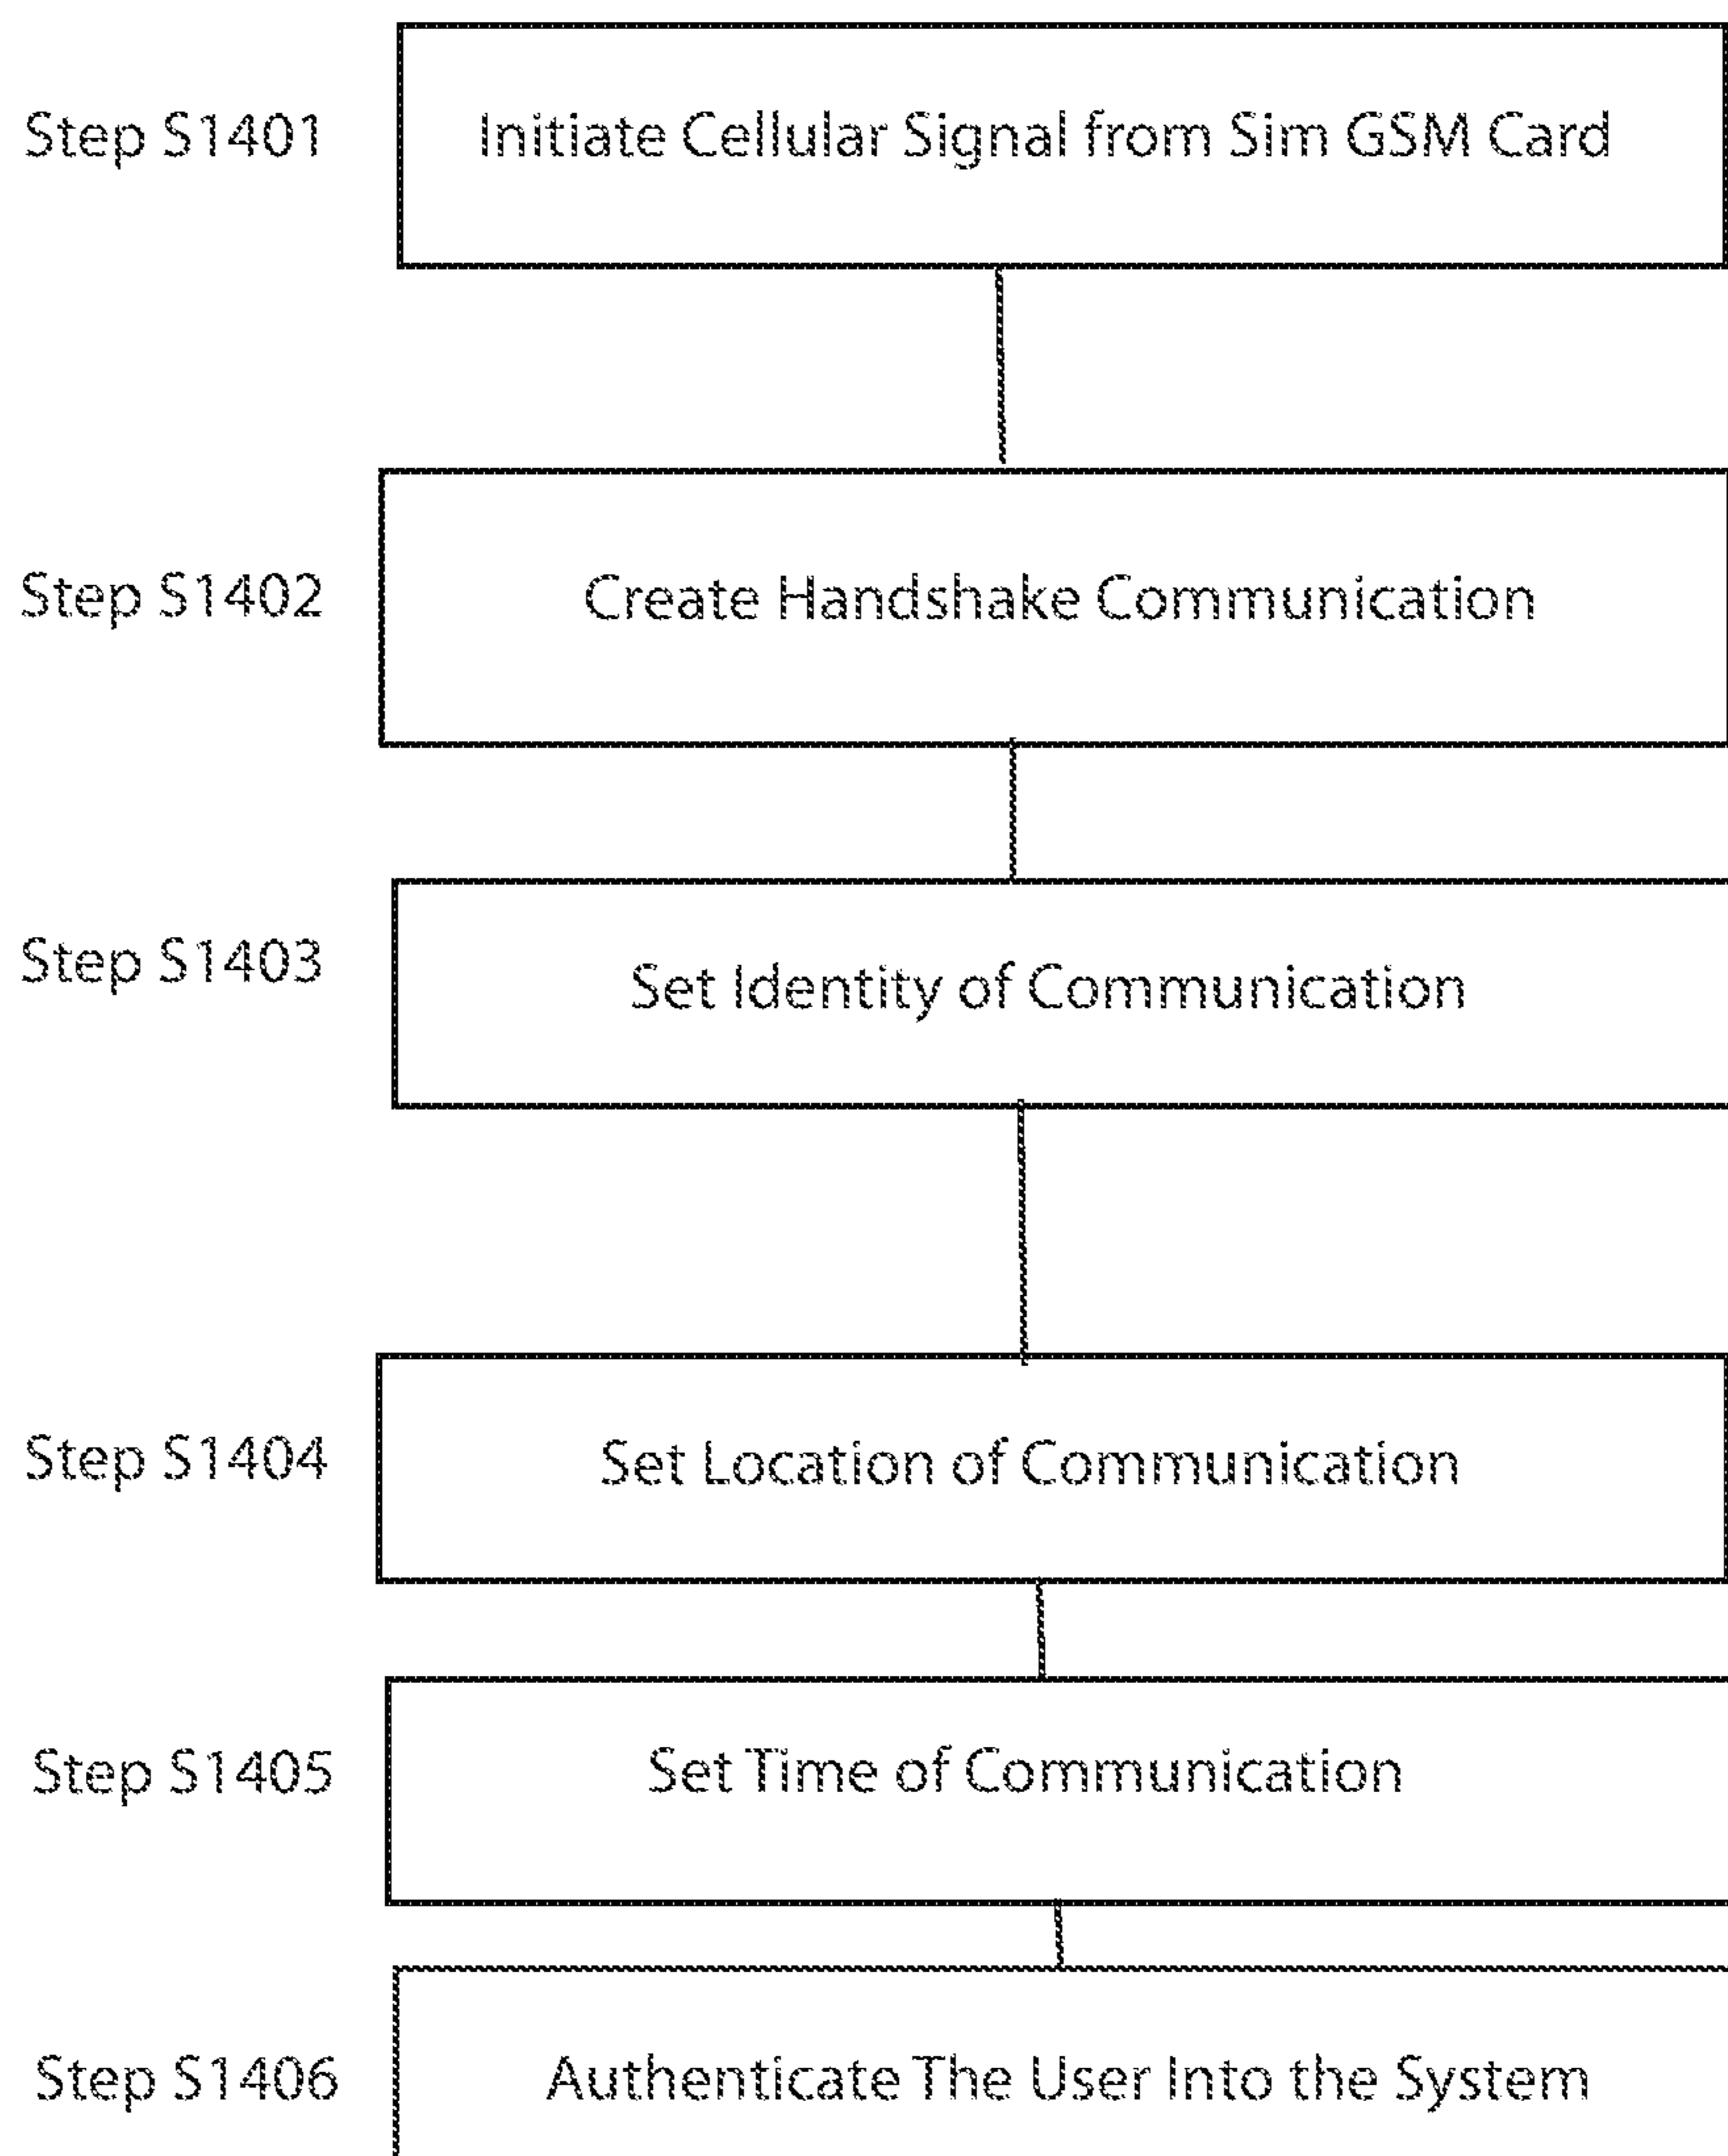 Step S1401 Initiate Cellular Signal from Sim GSM Card
Step S1402 Create Handshake Communication
Step S1403 Set Identity of Communication
Step S1404 Set Location of Communication
Step S1405 Set Time of Communication
Step S1406 Authenticate The User Into the System